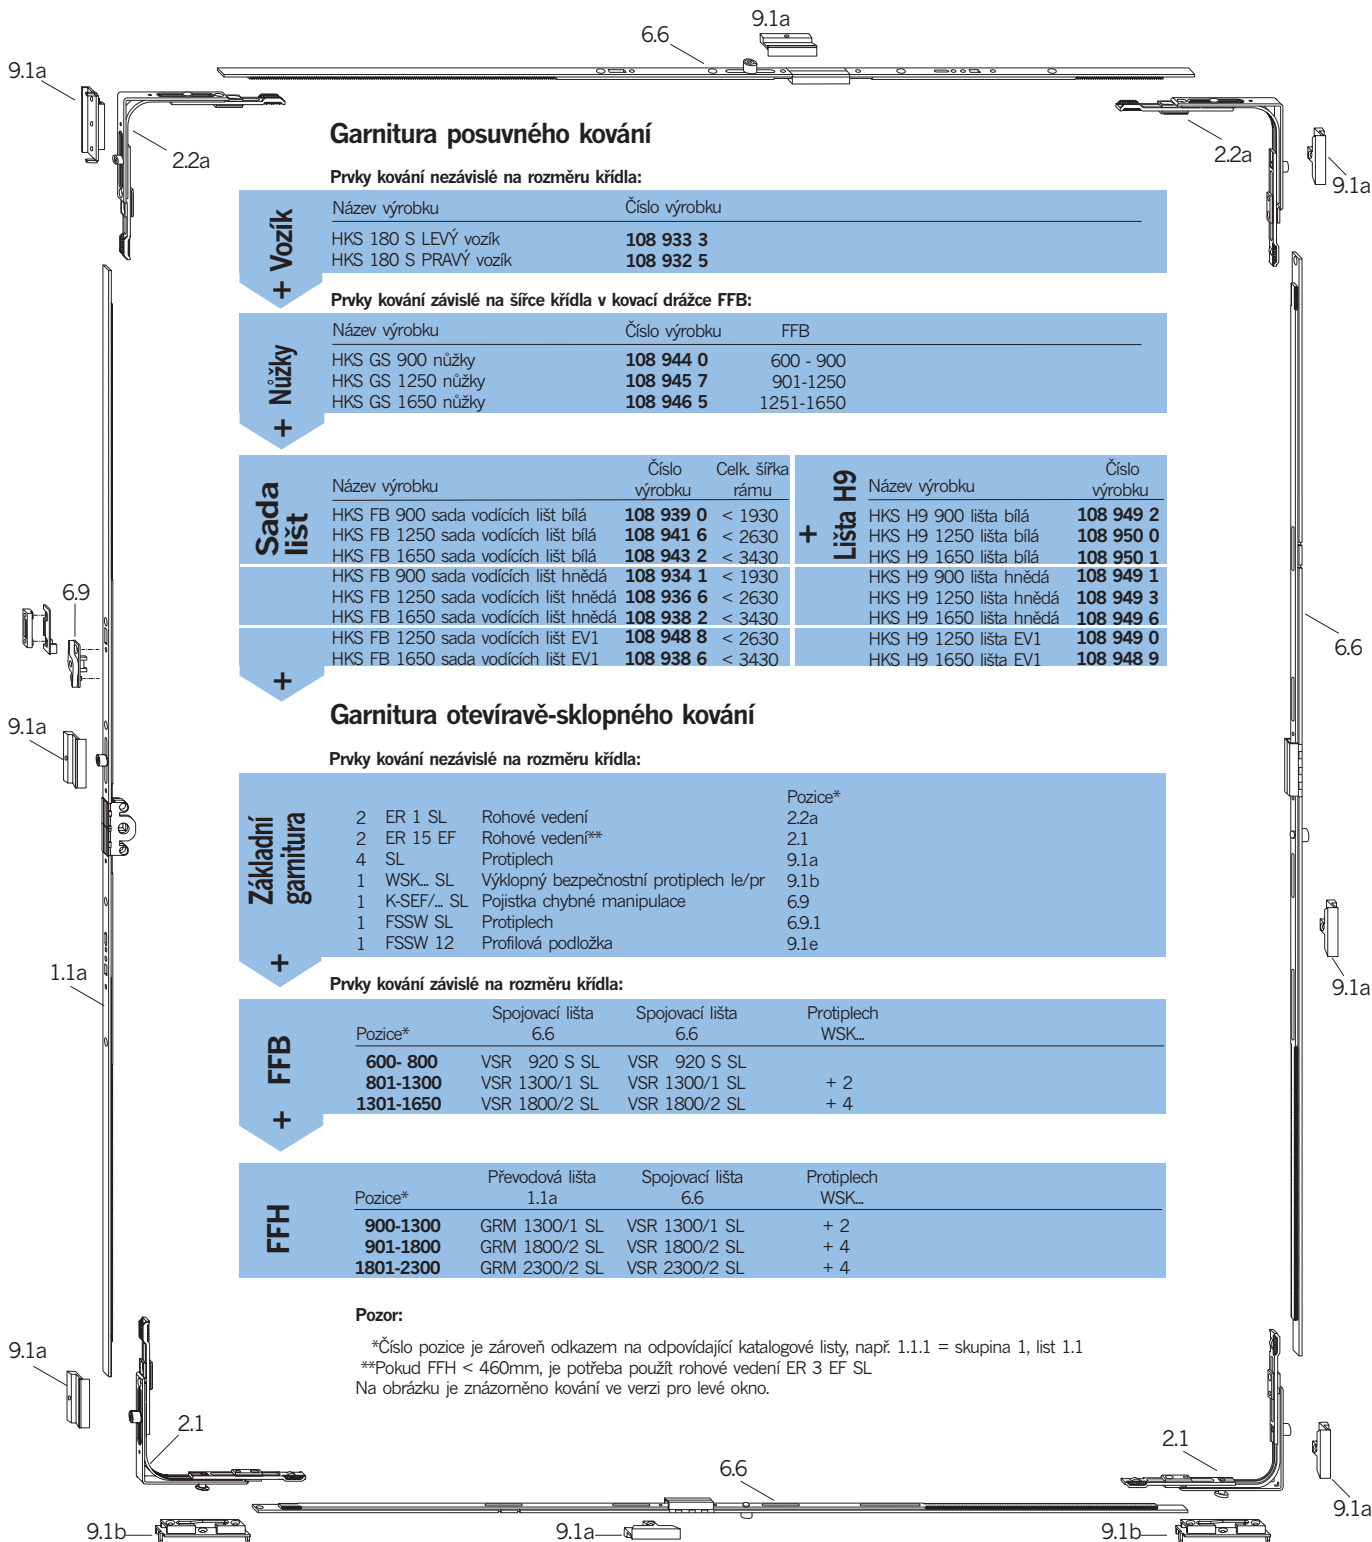 9.1a
6.6
9.1a
2.2a
2.2a
9.1a
Garnitura posuvného kování
Prvky kování nezávislé na rozměru křídla:
+ Vozík
Název výrobku Číslo výrobku
HKS 180 S LEVÝ vozík 108 933 3
HKS 180 S PRAVÝ vozík 108 932 5
Prvky kování závislé na šířce křídla v kovací drážce FFB:
+ Nůžky
Název výrobku Číslo výrobku FFB
HKS GS 900 nůžky 108 944 0 600 - 900
HKS GS 1250 nůžky 108 945 7 901-1250
HKS GS 1650 nůžky 108 946 5 1251-1650
+ Sada lišt
Název výrobku Číslo výrobku Celk. šířka rámu
HKS FB 900 sada vodících lišt bílá 108 939 0 < 1930
HKS FB 1250 sada vodících lišt bílá 108 941 6 < 2630
HKS FB 1650 sada vodících lišt bílá 108 943 2 < 3430
HKS FB 900 sada vodících lišt hnědá 108 934 1 < 1930
HKS FB 1250 sada vodících lišt hnědá 108 936 6 < 2630
HKS FB 1650 sada vodících lišt hnědá 108 938 2 < 3430
HKS FB 1250 sada vodících lišt EV1 108 948 8 < 2630
HKS FB 1650 sada vodících lišt EV1 108 938 6 < 3430
+ Lišta H9
Název výrobku Číslo výrobku
HKS H9 900 lišta bílá 108 949 2
HKS H9 1250 lišta bílá 108 950 0
HKS H9 1650 lišta bílá 108 950 1
HKS H9 900 lišta hnědá 108 949 1
HKS H9 1250 lišta hnědá 108 949 3
HKS H9 1650 lišta hnědá 108 949 6
HKS H9 1250 lišta EV1 108 949 0
HKS H9 1650 lišta EV1 108 948 9
6.9
6.6
+
Garnitura otevíravě-sklopného kování
9.1a
Prvky kování nezávislé na rozměru křídla:
Základní garnitura
Pozice*
2 ER 1 SL Rohové vedení 2.2a
2 ER 15 EF Rohové vedení** 2.1
4 SL Protiplech 9.1a
1 WSK... SL Výklopný bezpečnostní protiplech le/pr 9.1b
1 K-SEF/... SL Pojistka chybné manipulace 6.9
1 FSSW SL Protiplech 6.9.1
1 FSSW 12 Profilová podložka 9.1e
+
1.1a
9.1a
Prvky kování závislé na rozměru křídla:
+ FFB
Spojovací lišta Spojovací lišta Protiplech
Pozice* 6.6 6.6 WSK...
600- 800 VSR 920 S SL VSR 920 S SL
801-1300 VSR 1300/1 SL VSR 1300/1 SL + 2
1301-1650 VSR 1800/2 SL VSR 1800/2 SL + 4
FFH
Převodová lišta Spojovací lišta Protiplech
Pozice* 1.1a 6.6 WSK...
900-1300 GRM 1300/1 SL VSR 1300/1 SL + 2
901-1800 GRM 1800/2 SL VSR 1800/2 SL + 4
1801-2300 GRM 2300/2 SL VSR 2300/2 SL + 4
Pozor:
*Číslo pozice je zároveň odkazem na odpovídající katalogové listy, např. 1.1.1 = skupina 1, list 1.1
**Pokud FFH < 460mm, je potřeba použít rohové vedení ER 3 EF SL
Na obrázku je znázorněno kování ve verzi pro levé okno.
9.1a
2.1
2.1
6.6
9.1a
9.1b
9.1a
9.1b